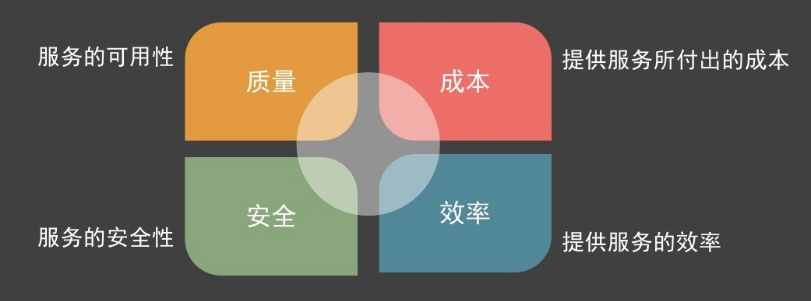 服务的可用性
质量
成本
提供服务所付出的成本
服务的安全性
安全
效率
提供服务的效率